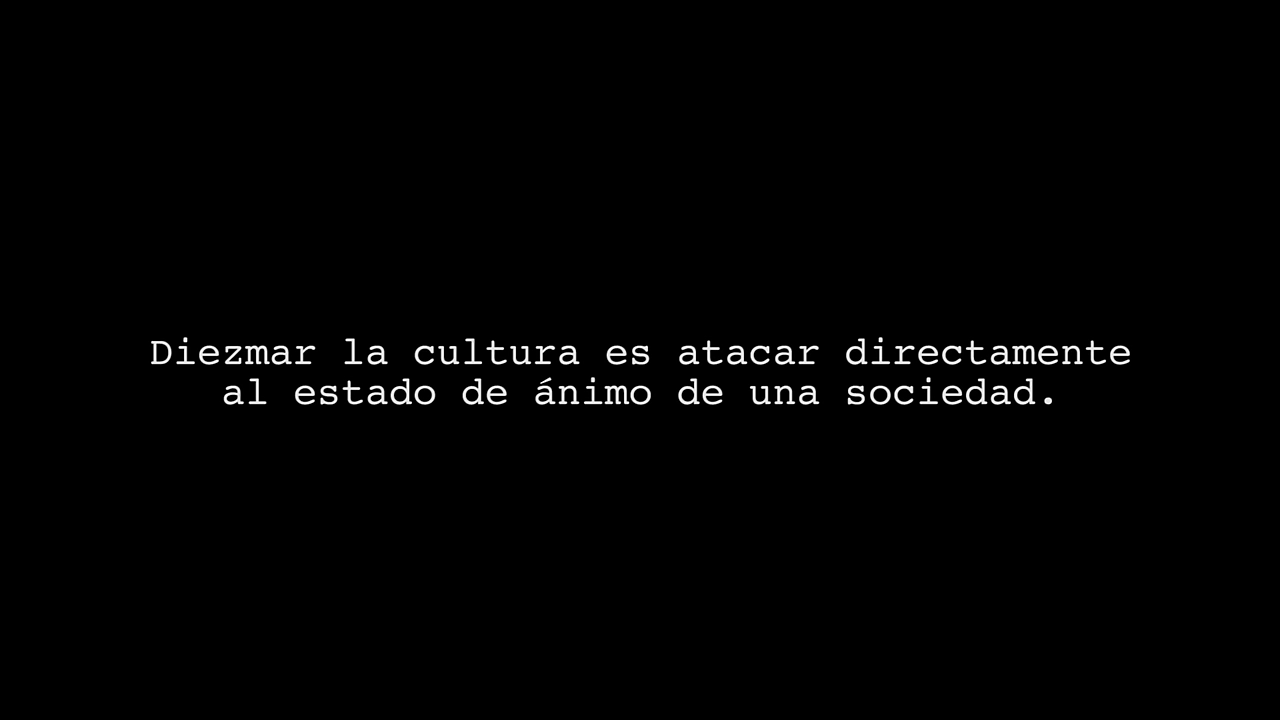 Diezmar la cultura es atacar directamente
al estado de ánimo de una sociedad.